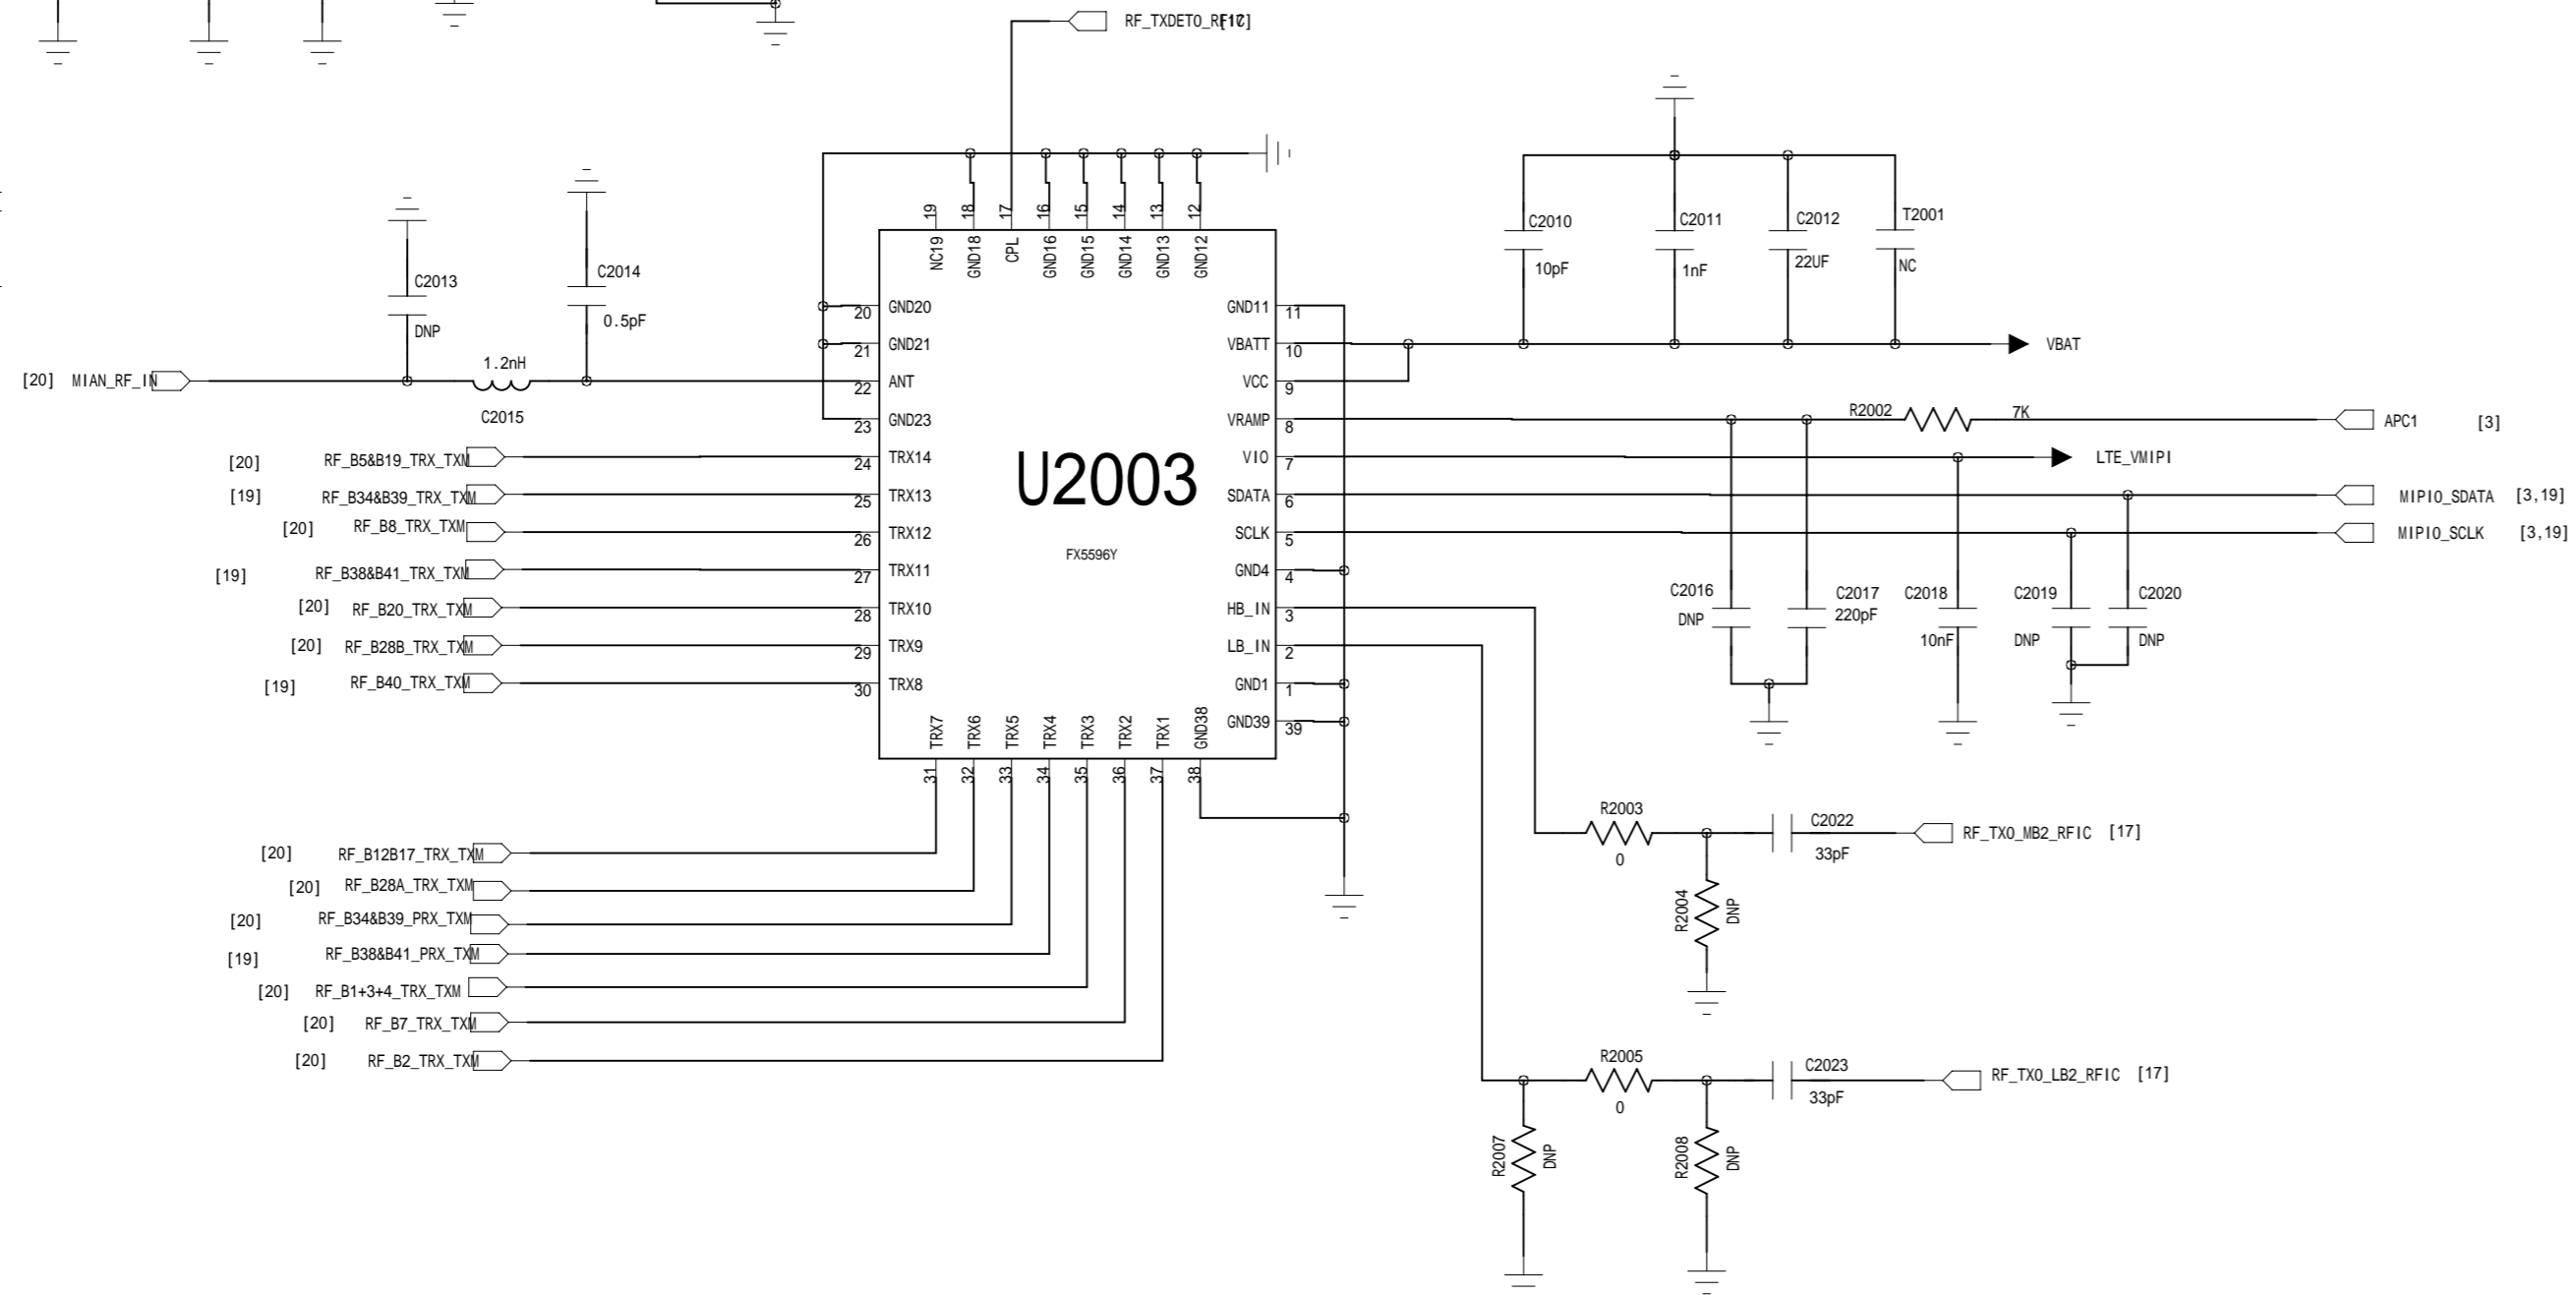 RF_TXDET0_RFIC [17]
19 18 17 16 15 14 13 12
NC19 GND18 CPL GND16 GND15 GND14 GND13 GND12
C2013
DNP
C2014
0.5pF
1.2nH
C2015
[20] MIAN_RF_IN
20 GND20
21 GND21
22 ANT
23 GND23
[20] RF_B5&B19_TRX_TXM 24 TRX14
[19] RF_B34&B39_TRX_TXM 25 TRX13
[20] RF_B8_TRX_TXM 26 TRX12
[19] RF_B38&B41_TRX_TXM 27 TRX11
[20] RF_B20_TRX_TXM 28 TRX10
[20] RF_B28B_TRX_TXM 29 TRX9
[19] RF_B40_TRX_TXM 30 TRX8
U2003
FX5596Y
GND11 11
VBATT 10
VCC 9
VRAMP 8
VIO 7
SDATA 6
SCLK 5
GND4 4
HB_IN 3
LB_IN 2
GND1 1
GND39 39
TRX7 TRX6 TRX5 TRX4 TRX3 TRX2 TRX1 GND38
31 32 33 34 35 36 37 38
[20] RF_B12B17_TRX_TXM
[20] RF_B28A_TRX_TXM
[20] RF_B34&B39_PRX_TXM
[19] RF_B38&B41_PRX_TXM
[20] RF_B1+3+4_TRX_TXM
[20] RF_B7_TRX_TXM
[20] RF_B2_TRX_TXM
C2010
10pF
C2011
1nF
C2012
22UF
T2001
NC
VBAT
R2002 7K APC1 [3]
LTE_VMIPI
MIPI0_SDATA [3,19]
MIPI0_SCLK [3,19]
C2016
DNP
C2017
220pF
C2018
10nF
C2019
DNP
C2020
DNP
R2003
0
C2022
33pF
RF_TX0_MB2_RFIC [17]
R2004
DNP
R2005
0
C2023
33pF
RF_TX0_LB2_RFIC [17]
R2007
DNP
R2008
DNP